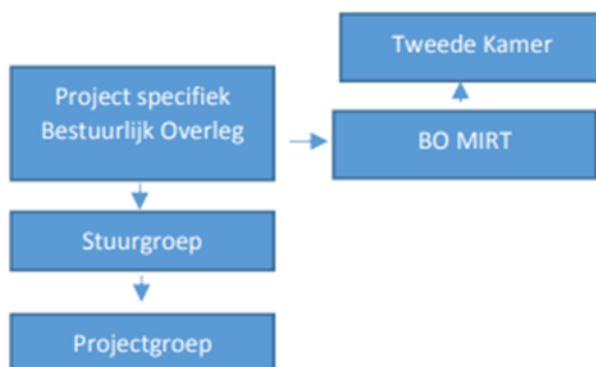 Tweede Kamer
Project specifiek
Bestuurlijk Overleg
BO MIRT
Stuurgroep
Projectgroep